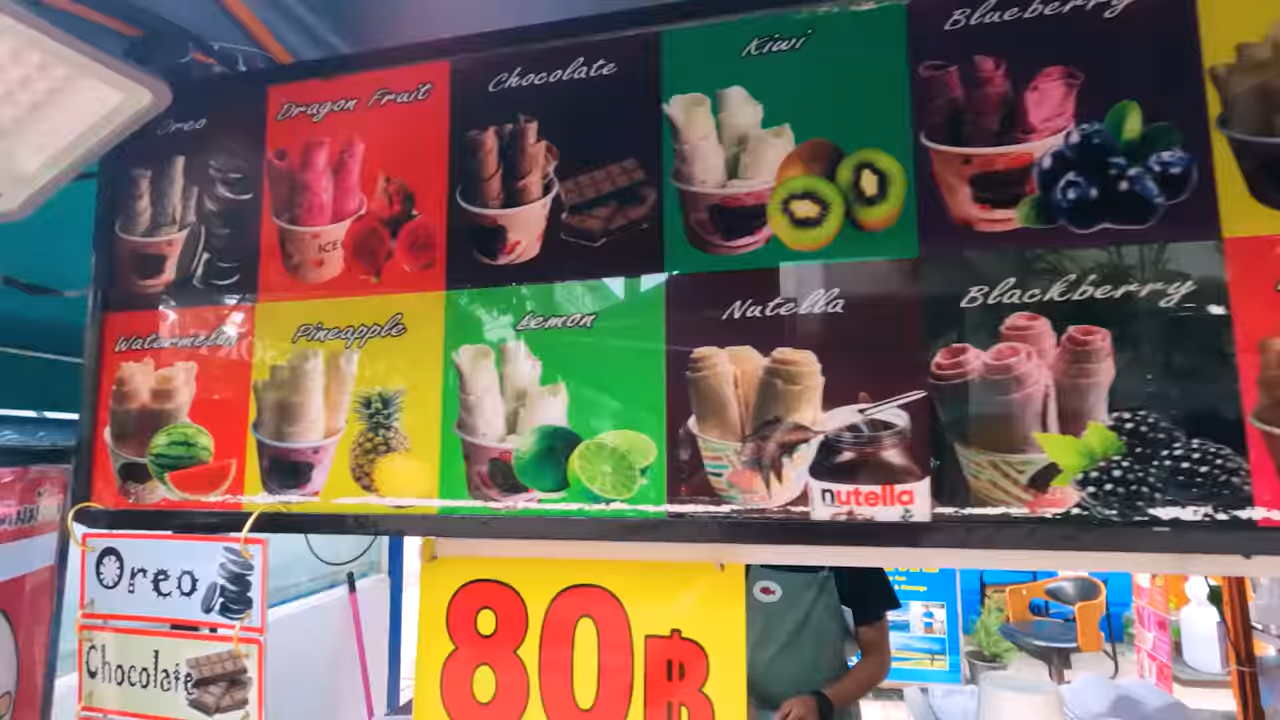 Oreo
Dragon Fruit
Chocolate
Kiwi
Blueberry
ICE
Watermelon
Pineapple
Lemon
Nutella
Blackberry
nutella
Oreo
Chocolate
80฿